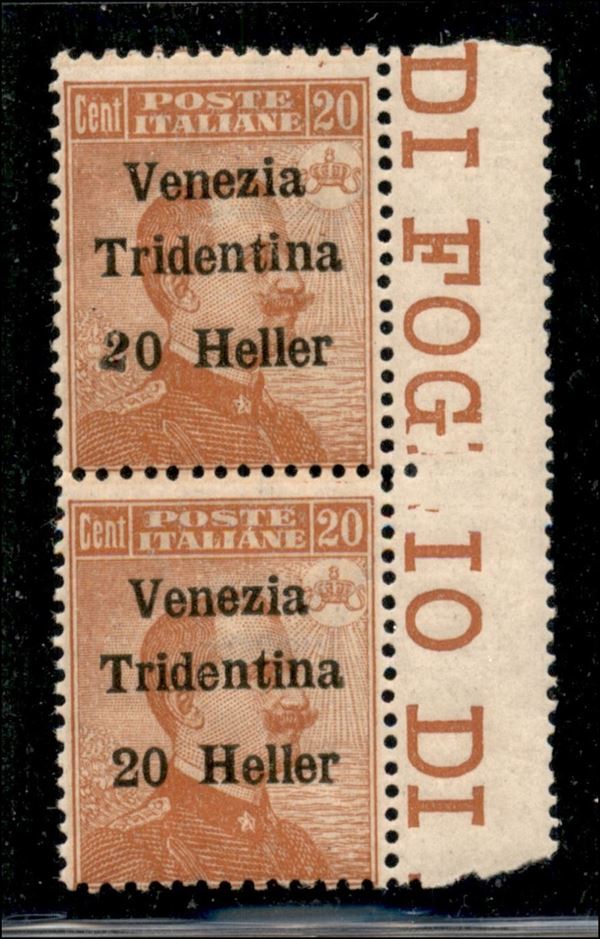 Cent POSTE ITALIANE 20
Venezia
Tridentina
20 Heller
Cent POSTE ITALIANE 20
Venezia
Tridentina
20 Heller
DI FOG IO DI